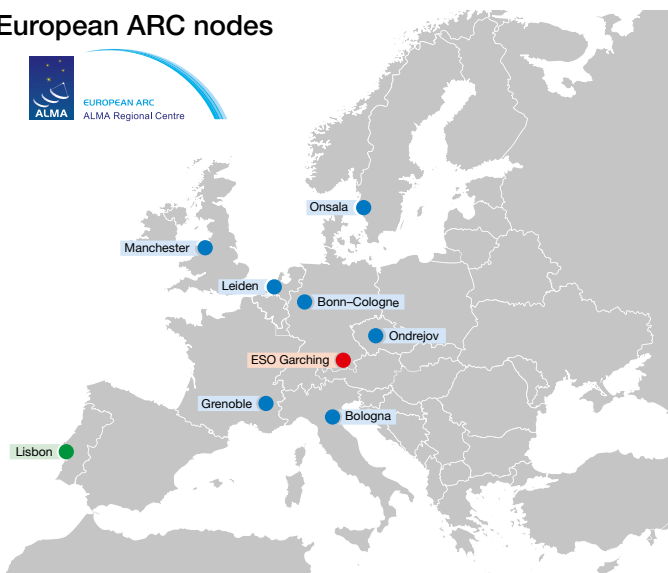 European ARC nodes
ALMA
EUROPEAN ARC
ALMA Regional Centre
Onsala
Manchester
Leiden
Bonn–Cologne
Ondrejov
ESO Garching
Grenoble
Bologna
Lisbon